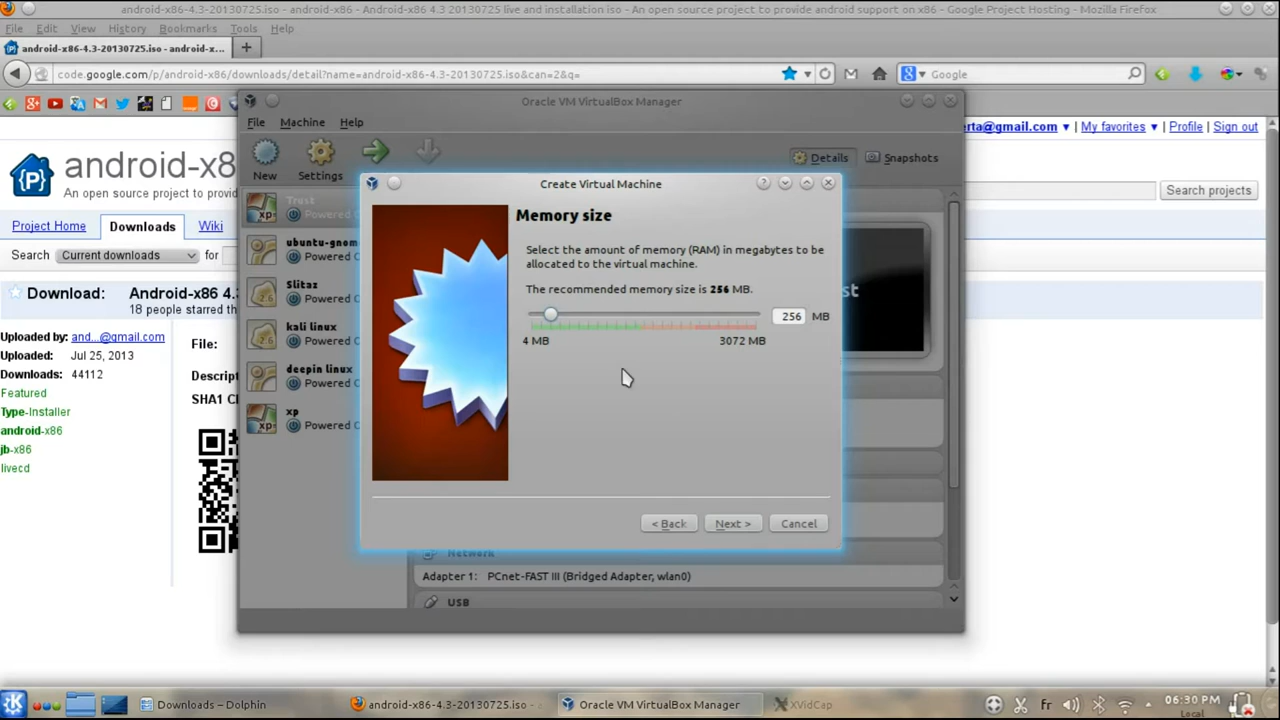 android-x86-4.3-20130725.iso - android-x86 - Android-x86 4.3 20130725 live and installation iso - An open source project to provide android support on x86 - Google Project Hosting - Mozilla Firefox
File Edit View History Bookmarks Tools Help
android-x86-4.3-20130725.iso - android-x...
code.google.com/p/android-x86/downloads/detail?name=android-x86-4.3-20130725.iso&can=2&q=
Google
Oracle VM VirtualBox Manager
File Machine Help
erta@gmail.com My favorites Profile Sign out
android-x8
An open source project to provid
Search projects
New Settings
Details Snapshots
Project Home Downloads Wiki
Search Current downloads for
Download: Android-x86 4.3
18 people starred th
Uploaded by: and...@gmail.com
Uploaded: Jul 25, 2013
Downloads: 44112
Featured
Type-Installer
android-x86
jb-x86
livecd
File:
Descript
SHA1 C
Trust
Powered
ubuntu-gnom
Powered
Slitaz
Powered
kali linux
Powered
deepin linux
Powered
xp
Powered
Create Virtual Machine
Memory size
Select the amount of memory (RAM) in megabytes to be
allocated to the virtual machine.
The recommended memory size is 256 MB.
256 MB
4 MB 3072 MB
< Back Next > Cancel
st
Network
Adapter 1: PCnet-FAST III (Bridged Adapter, wlan0)
USB
Downloads – Dolphin
android-x86-4.3-20130725.iso -
Oracle VM VirtualBox Manager
XVidCap
Fr
06:30 PM
Local